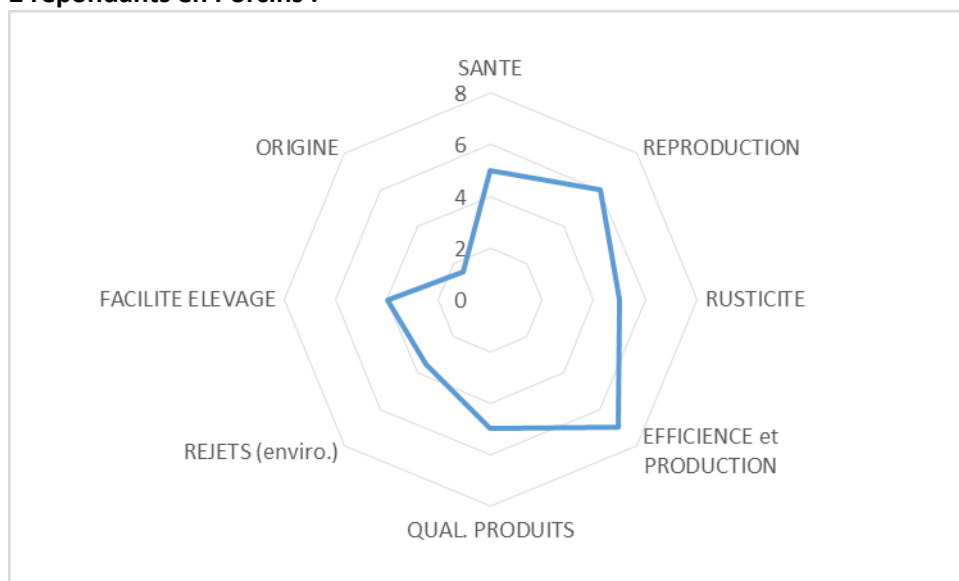 SANTE
8
ORIGINE
6
REPRODUCTION
4
2
FACILITE ELEVAGE
0
RUSTICITE
REJETS (enviro.)
EFFICIENCE et
PRODUCTION
QUAL. PRODUITS